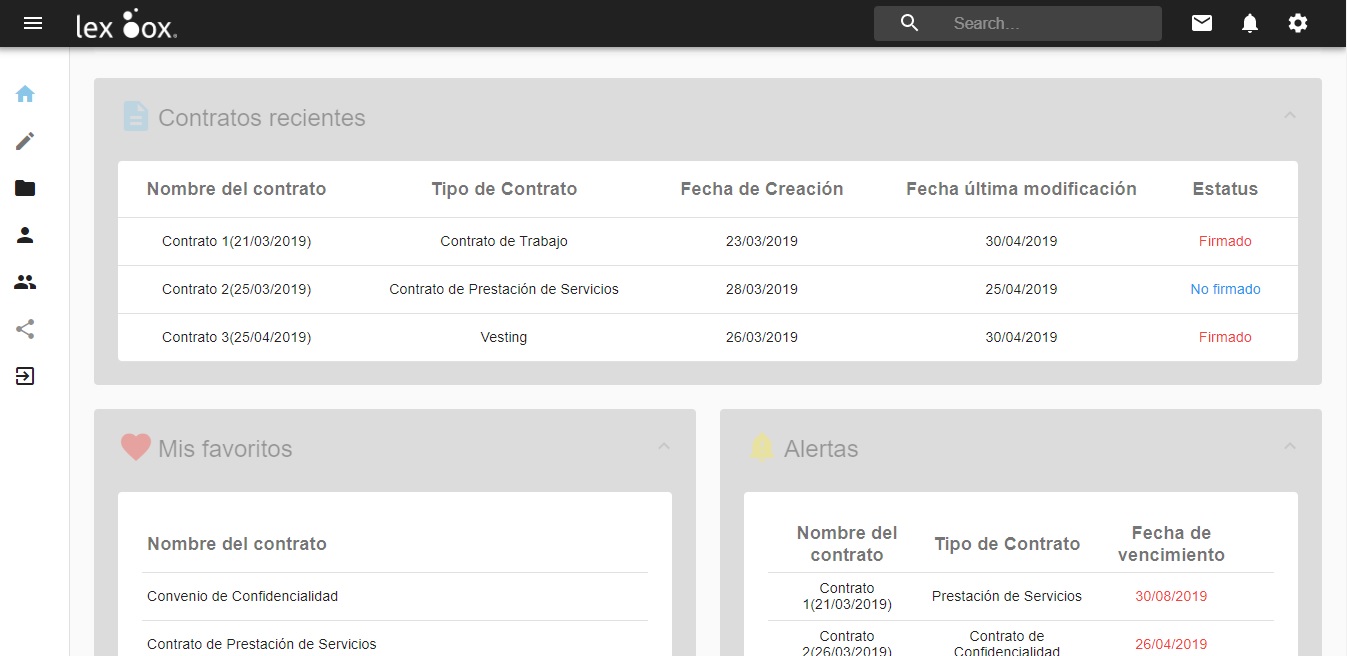 lex box.
Search...
Contratos recientes
Nombre del contrato Tipo de Contrato Fecha de Creación Fecha última modificación Estatus
Contrato 1(21/03/2019) Contrato de Trabajo 23/03/2019 30/04/2019 Firmado
Contrato 2(25/03/2019) Contrato de Prestación de Servicios 28/03/2019 25/04/2019 No firmado
Contrato 3(25/04/2019) Vesting 26/03/2019 30/04/2019 Firmado
Mis favoritos
Nombre del contrato
Convenio de Confidencialidad
Contrato de Prestación de Servicios
Alertas
Nombre del contrato Tipo de Contrato Fecha de vencimiento
Contrato 1(21/03/2019) Prestación de Servicios 30/08/2019
Contrato 2(26/03/2019) Contrato de Confidencialidad 26/04/2019